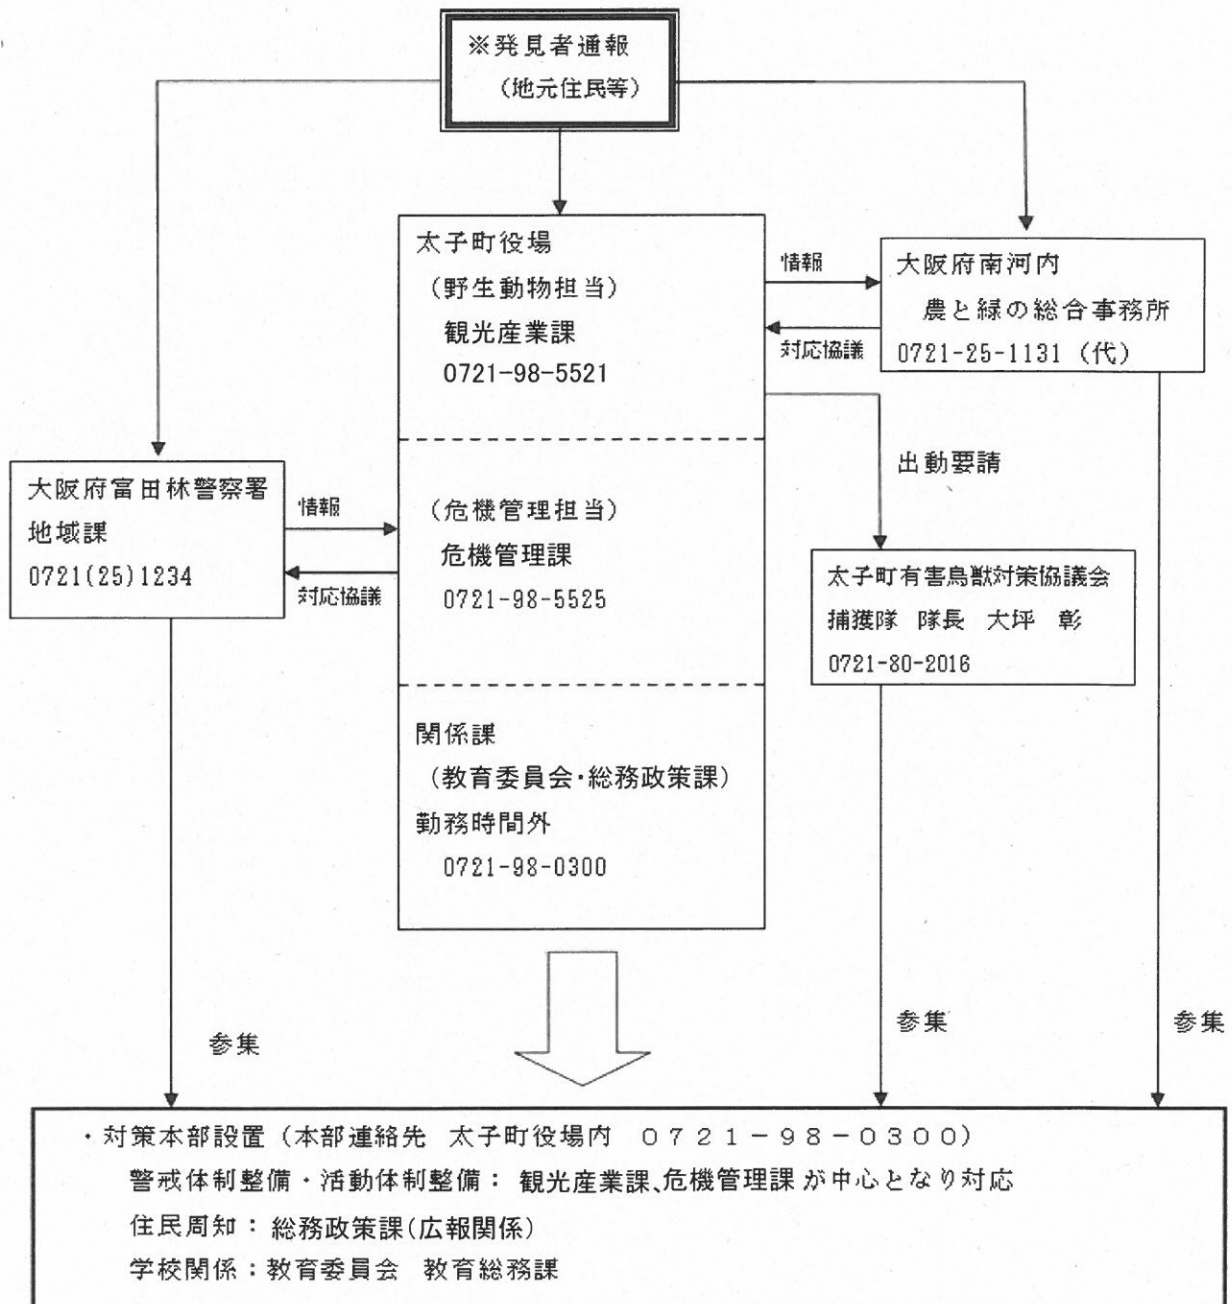 ※発見者通報
(地元住民等)
太子町役場
(野生動物担当)
観光産業課
0721-98-5521
情報
対応協議
大阪府南河内
農と緑の総合事務所
0721-25-1131 (代)
出動要請
大阪府富田林警察署
地域課
0721(25)1234
情報
対応協議
(危機管理担当)
危機管理課
0721-98-5525
太子町有害鳥獣対策協議会
捕獲隊 隊長 大坪 彰
0721-80-2016
関係課
(教育委員会・総務政策課)
勤務時間外
0721-98-0300
参集
参集
参集
・対策本部設置 (本部連絡先 太子町役場内 0721-98-0300)
警戒体制整備・活動体制整備: 観光産業課、危機管理課が中心となり対応
住民周知: 総務政策課(広報関係)
学校関係:教育委員会 教育総務課